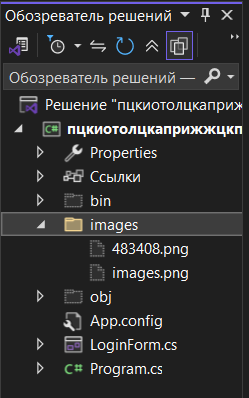 Обозреватель решений
Обозреватель решений —
Решение "пцкиотолцкаприж
пцкиотолцкаприжжцкп
Properties
Ссылки
bin
images
483408.png
images.png
obj
App.config
LoginForm.cs
Program.cs